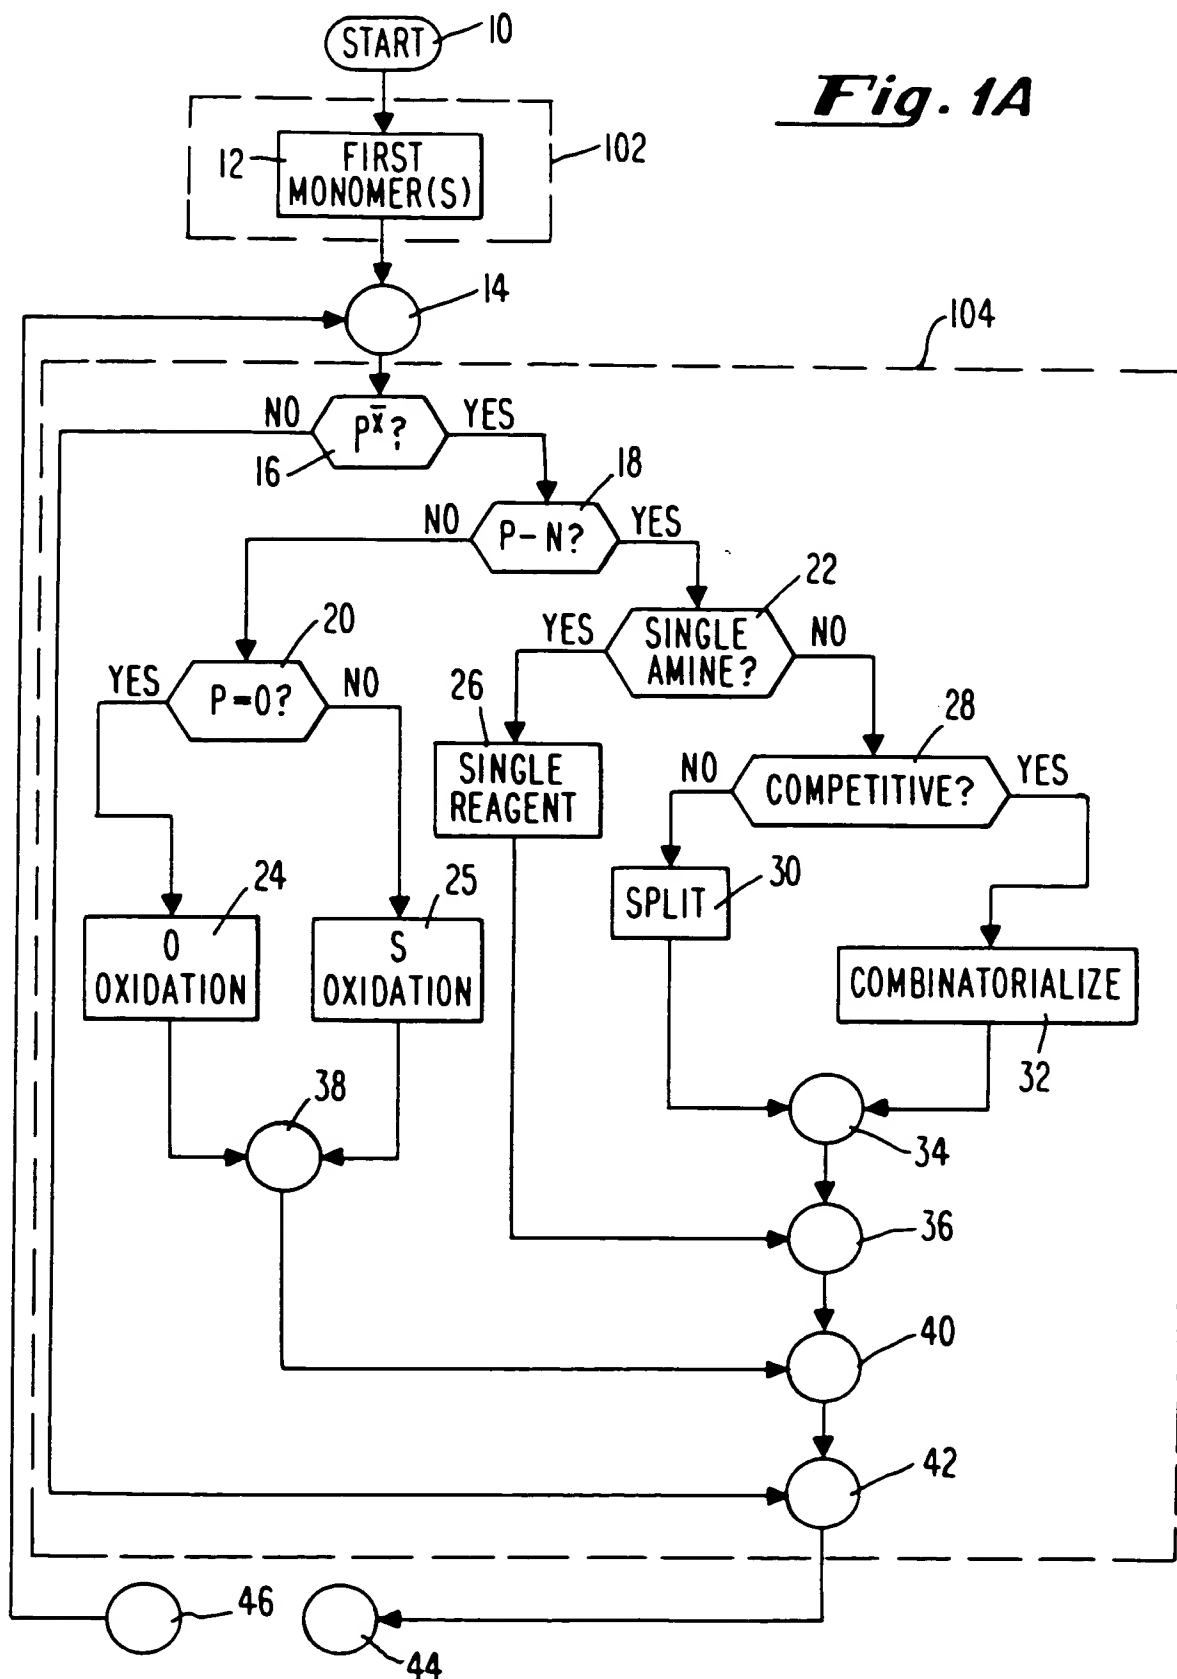 START
10
Fig. 1A
12
FIRST
MONOMER(S)
102
14
104
NO
Px̅?
YES
16
18
NO
P-N?
YES
22
20
YES
SINGLE
AMINE?
NO
YES
P=O?
NO
26
28
SINGLE
REAGENT
NO
COMPETITIVE?
YES
24
25
30
SPLIT
O
OXIDATION
S
OXIDATION
COMBINATORIALIZE
32
38
34
36
40
42
46
44